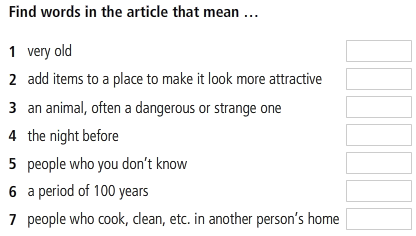 Find words in the article that mean …
1 very old
2 add items to a place to make it look more attractive
3 an animal, often a dangerous or strange one
4 the night before
5 people who you don't know
6 a period of 100 years
7 people who cook, clean, etc. in another person's home